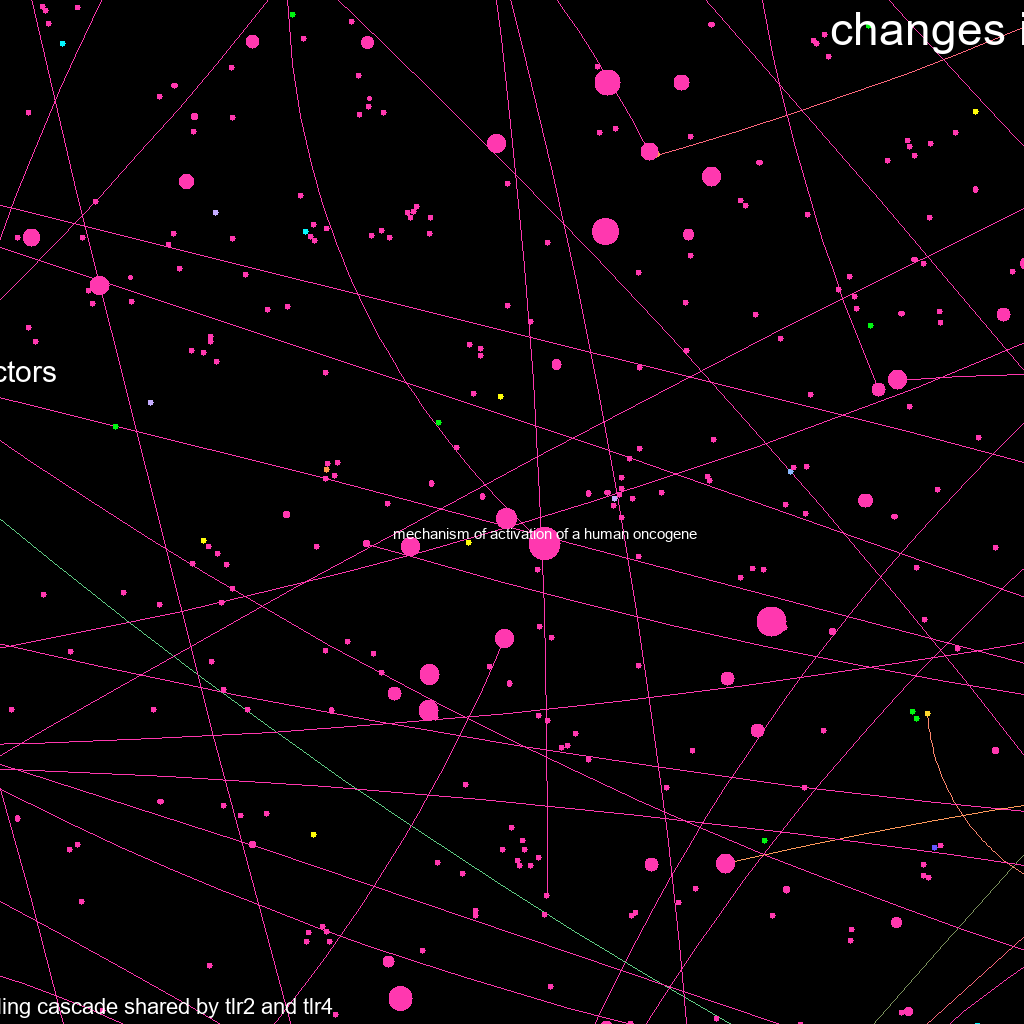 changes i
ctors
mechanism of activation of a human oncogene
ling cascade shared by tlr2 and tlr4